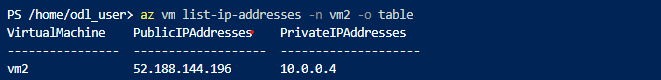 PS /home/odl_user> az vm list-ip-addresses -n vm2 -o table
VirtualMachine    PublicIPAddresses    PrivateIPAddresses
----------------  -------------------  --------------------
vm2               52.188.144.196       10.0.0.4